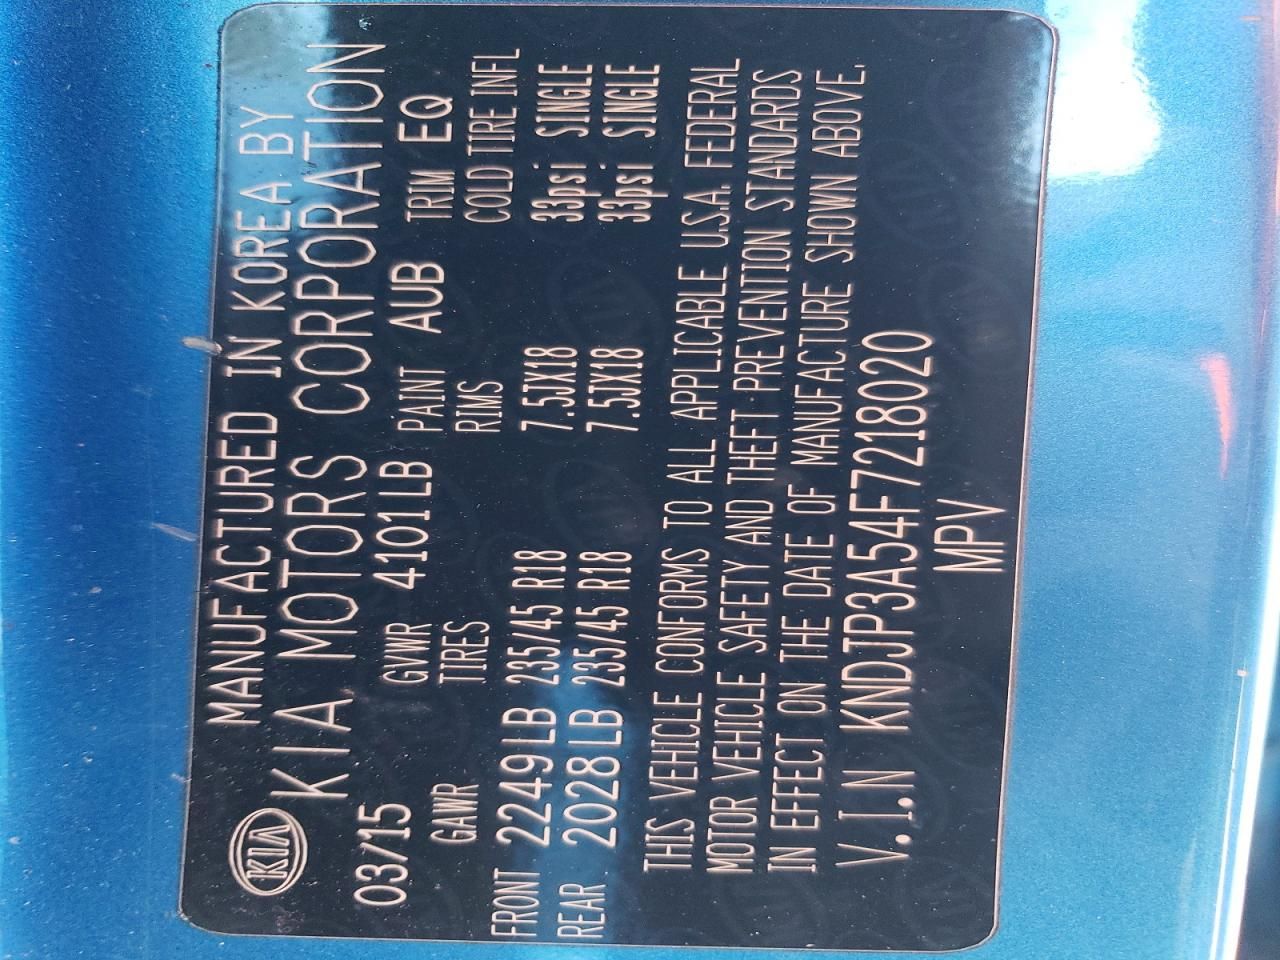 KIA MANUFACTURED IN KOREA BY
KIA MOTORS CORPORATION
03/15 GVWR 4101LB PAINT AUB TRIM EQ
GAWR TIRES RIMS COLD TIRE INFL
FRONT 2249LB 235/45 R18 7.5JX18 33psi SINGLE
REAR 2028LB 235/45 R18 7.5JX18 33psi SINGLE
THIS VEHICLE CONFORMS TO ALL APPLICABLE U.S.A. FEDERAL
MOTOR VEHICLE SAFETY AND THEFT PREVENTION STANDARDS
IN EFFECT ON THE DATE OF MANUFACTURE SHOWN ABOVE.
V.I.N KNDJP3A54F7218020
MPV